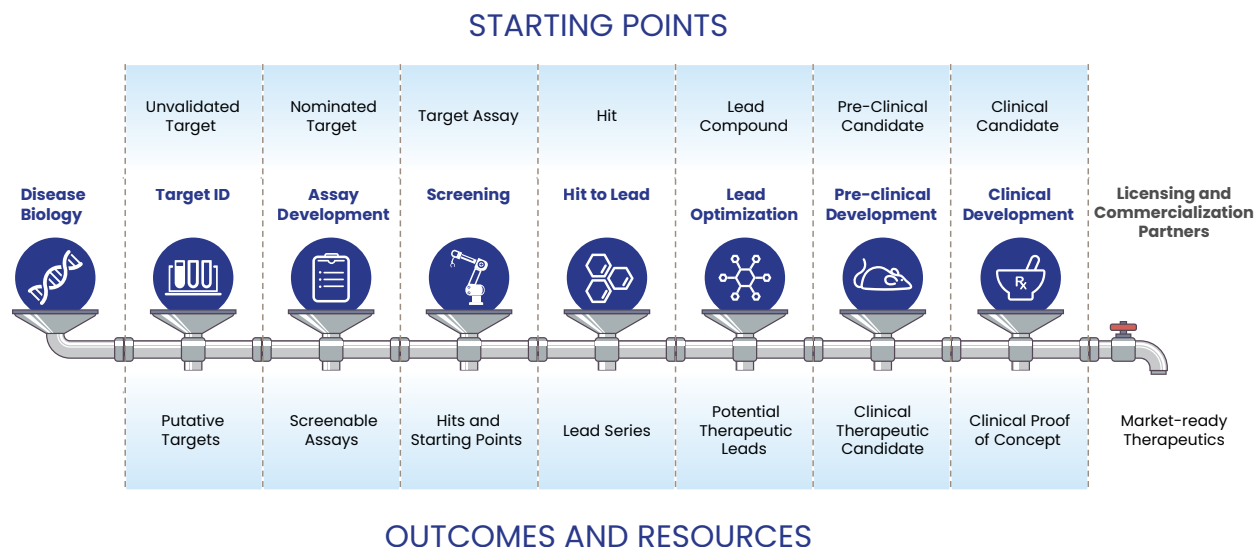 STARTING POINTS
Unvalidated
Target
Nominated
Target
Target Assay
Hit
Lead
Compound
Pre-Clinical
Candidate
Clinical
Candidate
Disease
Biology
Target ID
Assay
Development
Screening
Hit to Lead
Lead
Optimization
Pre-clinical
Development
Clinical
Development
Licensing and
Commercialization
Partners
Rx
Putative
Targets
Screenable
Assays
Hits and
Starting Points
Lead Series
Potential
Therapeutic
Leads
Clinical
Therapeutic
Candidate
Clinical Proof
of Concept
Market-ready
Therapeutics
OUTCOMES AND RESOURCES